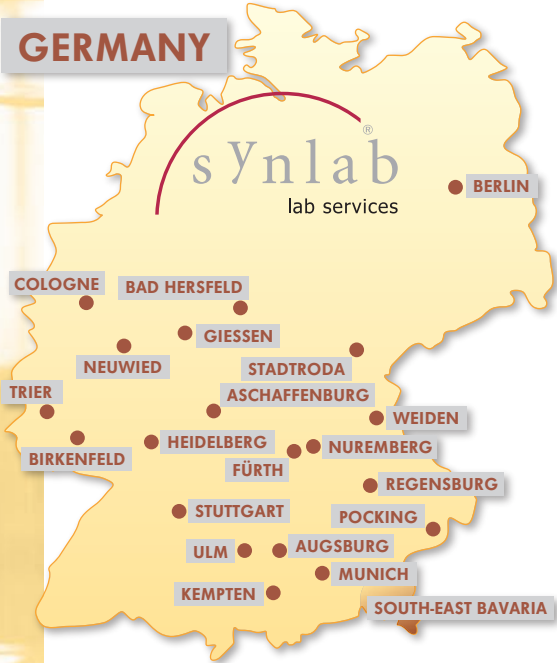 GERMANY
synlab®
lab services
BERLIN
COLOGNE
BAD HERSFELD
GIESSEN
NEUWIED
STADTRODA
TRIER
ASCHAFFENBURG
WEIDEN
HEIDELBERG
NUREMBERG
BIRKENFELD
FÜRTH
REGENSBURG
STUTTGART
POCKING
ULM
AUGSBURG
MUNICH
KEMPTEN
SOUTH-EAST BAVARIA